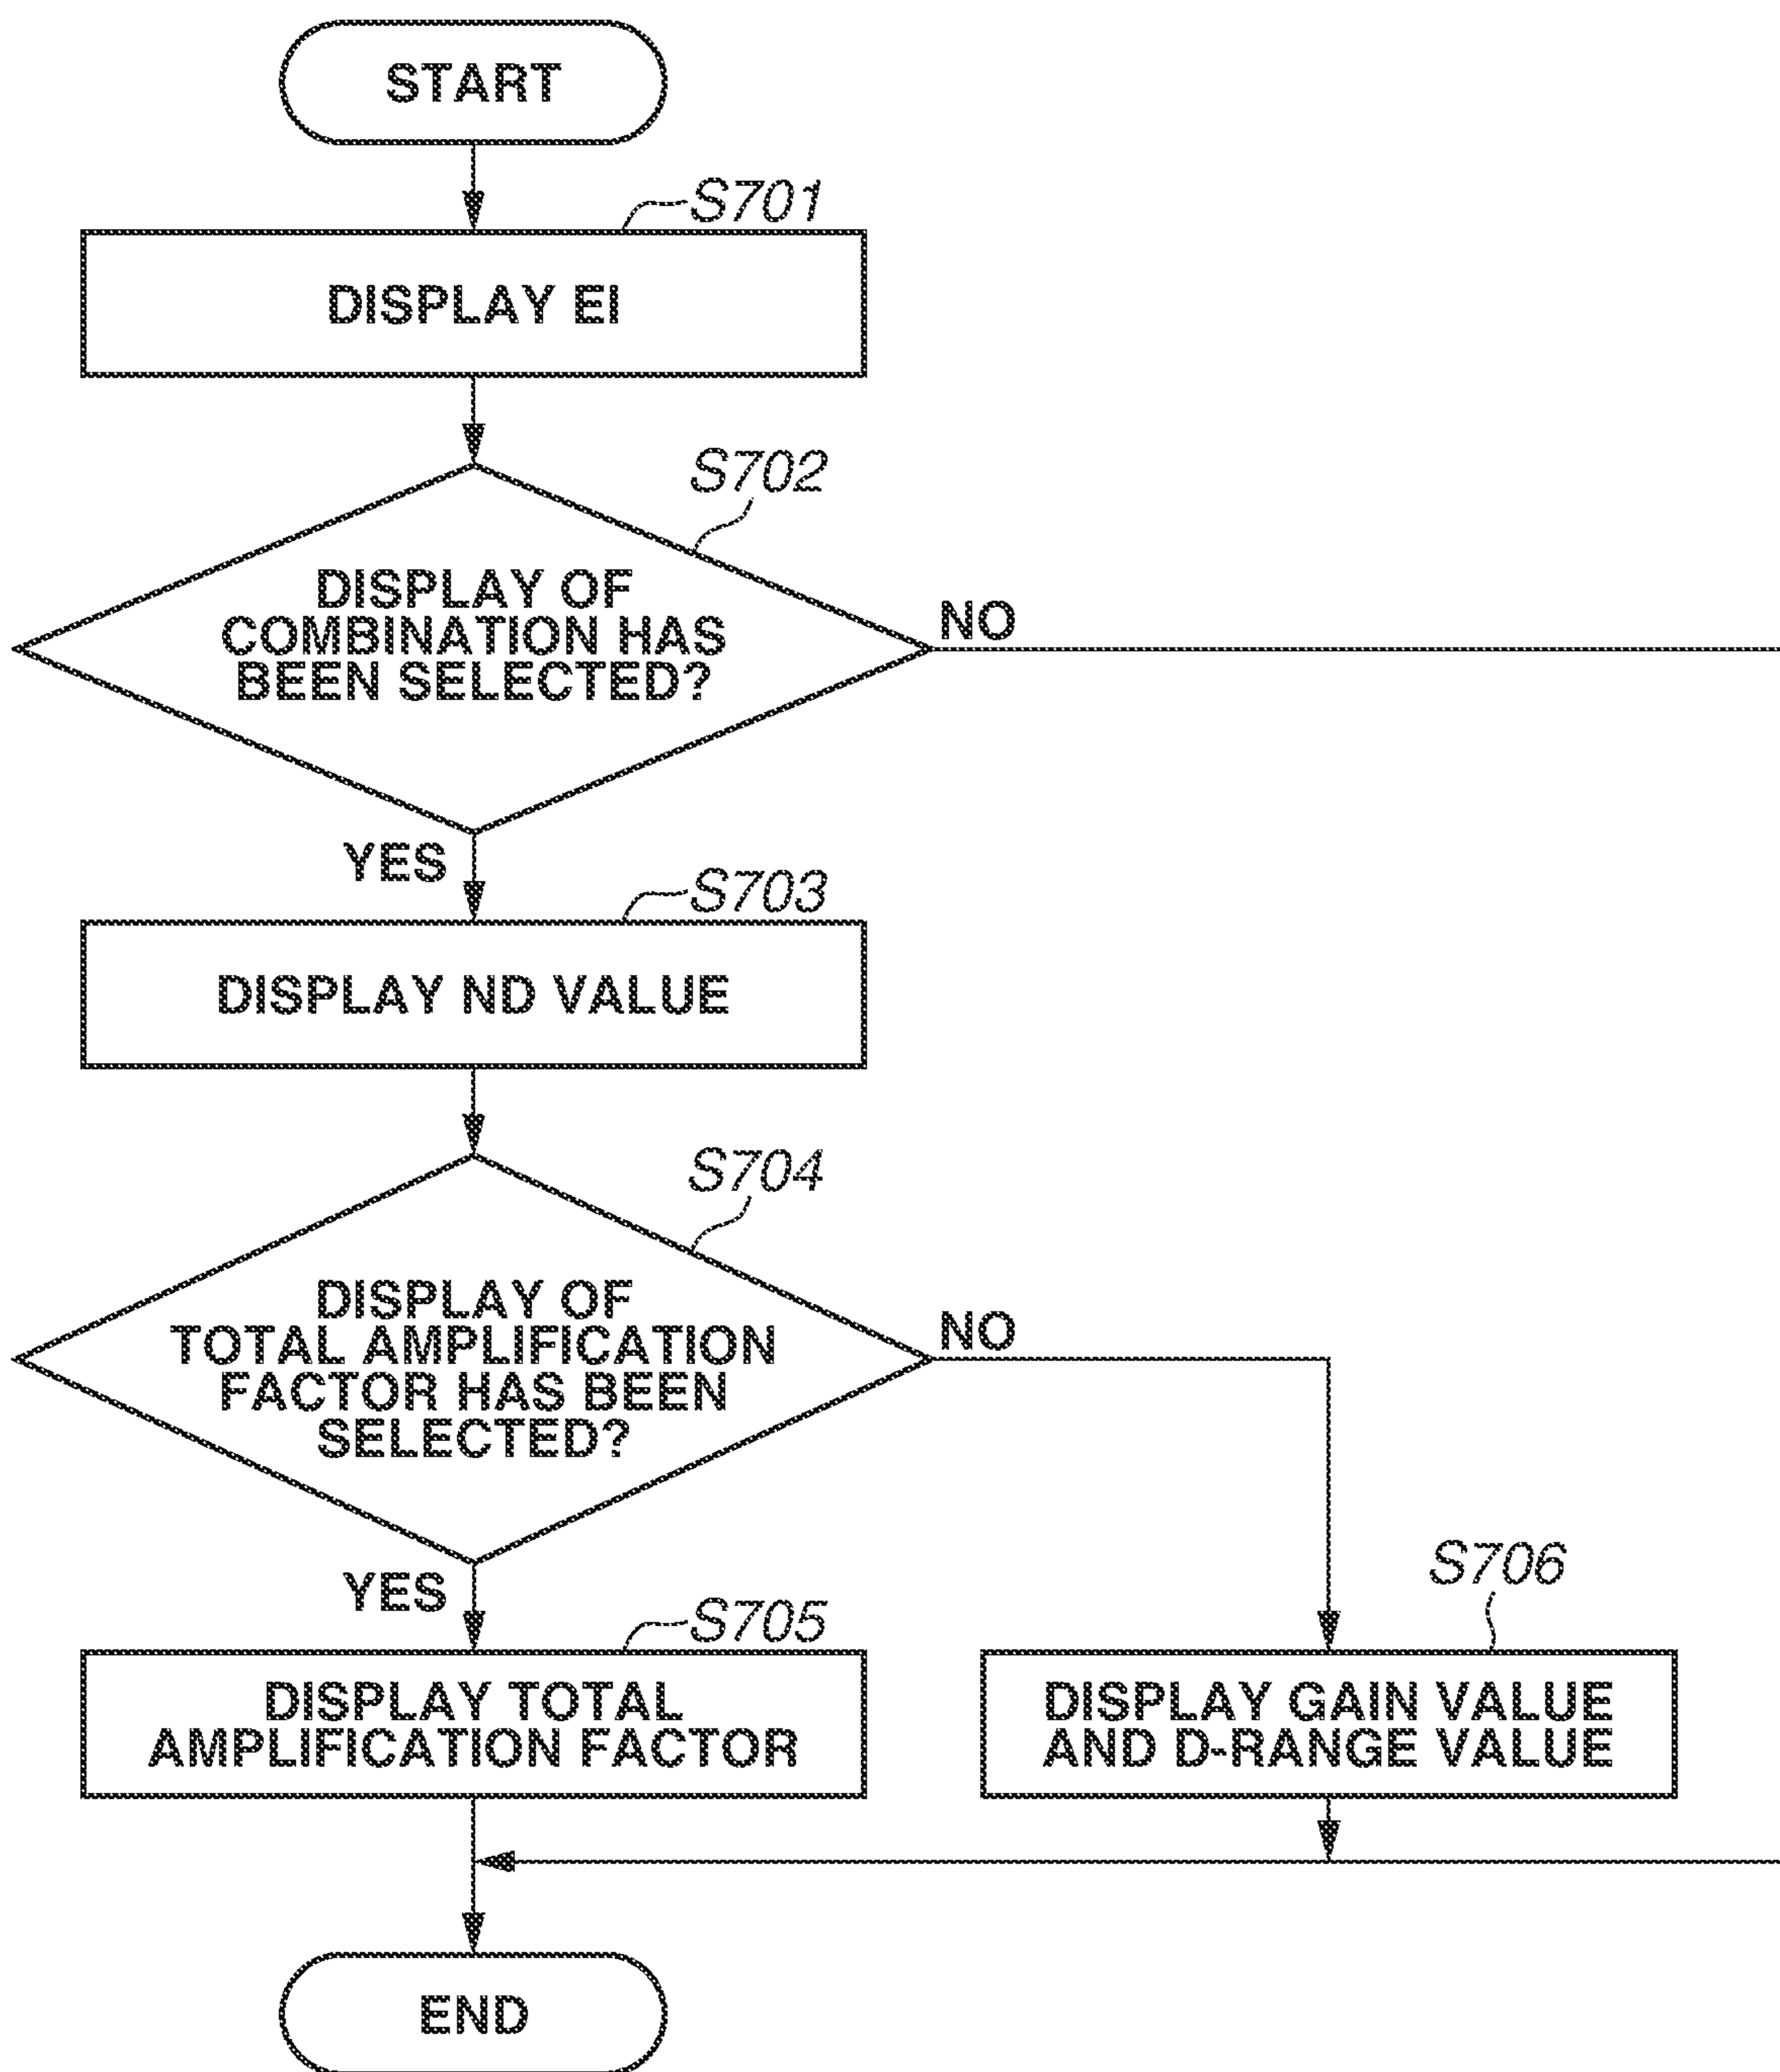 START
S701
DISPLAY EI
S702
DISPLAY OF
COMBINATION HAS
BEEN SELECTED?
NO
YES
S703
DISPLAY ND VALUE
S704
DISPLAY OF
TOTAL AMPLIFICATION
FACTOR HAS BEEN
SELECTED?
NO
YES
S705
DISPLAY TOTAL
AMPLIFICATION FACTOR
S706
DISPLAY GAIN VALUE
AND D-RANGE VALUE
END